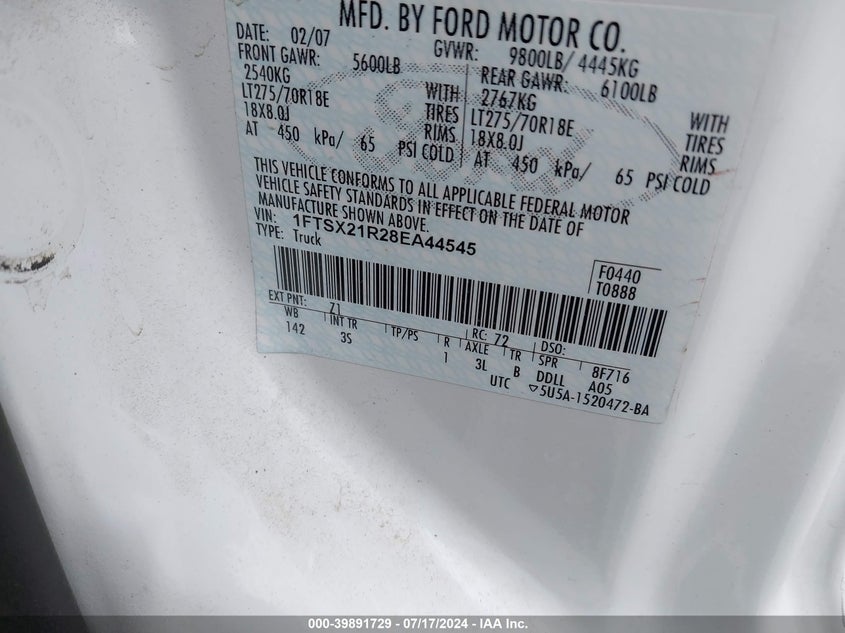 MFD. BY FORD MOTOR CO.
DATE: 02/07 GVWR: 9800LB/ 4445KG
FRONT GAWR: 5600LB REAR GAWR: 6100LB
2540KG WITH 2767KG WITH
LT275/70R18E TIRES LT275/70R18E TIRES
18X8.0J RIMS 18X8.0J RIMS
AT 450 kPa/ 65 PSI COLD AT 450 kPa/ 65 PSI COLD
THIS VEHICLE CONFORMS TO ALL APPLICABLE FEDERAL MOTOR
VEHICLE SAFETY STANDARDS IN EFFECT ON THE DATE OF
MANUFACTURE SHOWN ABOVE.
VIN: 1FTSX21R28EA44545
TYPE: Truck
F0440
T0888
EXT PNT: Z1 RC: 72 DSO:
WB INT TR TP/PS R AXLE TR SPR 8F716
142 3S 1 3L B DDLL A05
UTC ▽5U5A-1520472-BA
Ford
000-39891729 - 07/17/2024 - IAA Inc.